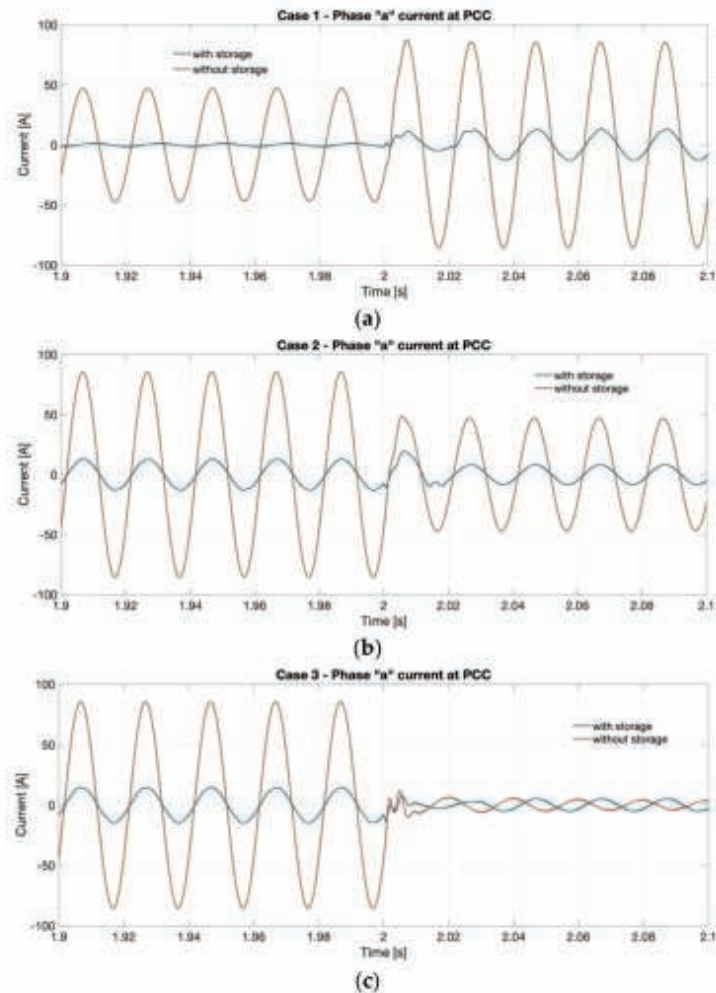 Case 1 - Phase "a" current at PCC
100
with storage
without storage
50
Current [A]
0
-50
-100
1.9 1.92 1.94 1.96 1.98 2 2.02 2.04 2.06 2.08 2.1
Time [s]
(a)
Case 2 - Phase "a" current at PCC
100
with storage
without storage
50
Current [A]
0
-50
-100
1.9 1.92 1.94 1.96 1.98 2 2.02 2.04 2.06 2.08 2.1
Time [s]
(b)
Case 3 - Phase "a" current at PCC
100
with storage
without storage
50
Current [A]
0
-50
-100
1.9 1.92 1.94 1.96 1.98 2 2.02 2.04 2.06 2.08 2.1
Time [s]
(c)